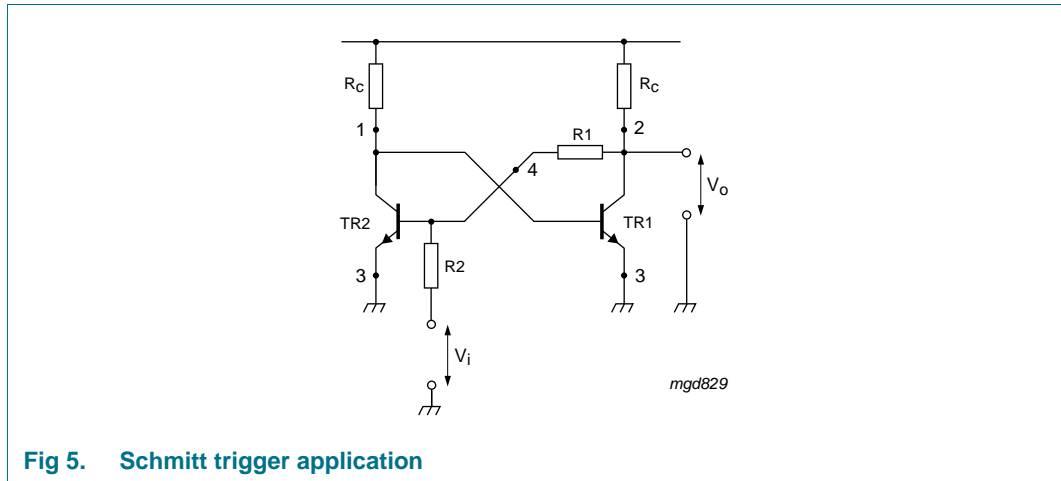 Rc
Rc
1
2
R1
4
Vo
TR2
TR1
R2
3
3
Vi
mgd829
Fig 5. Schmitt trigger application